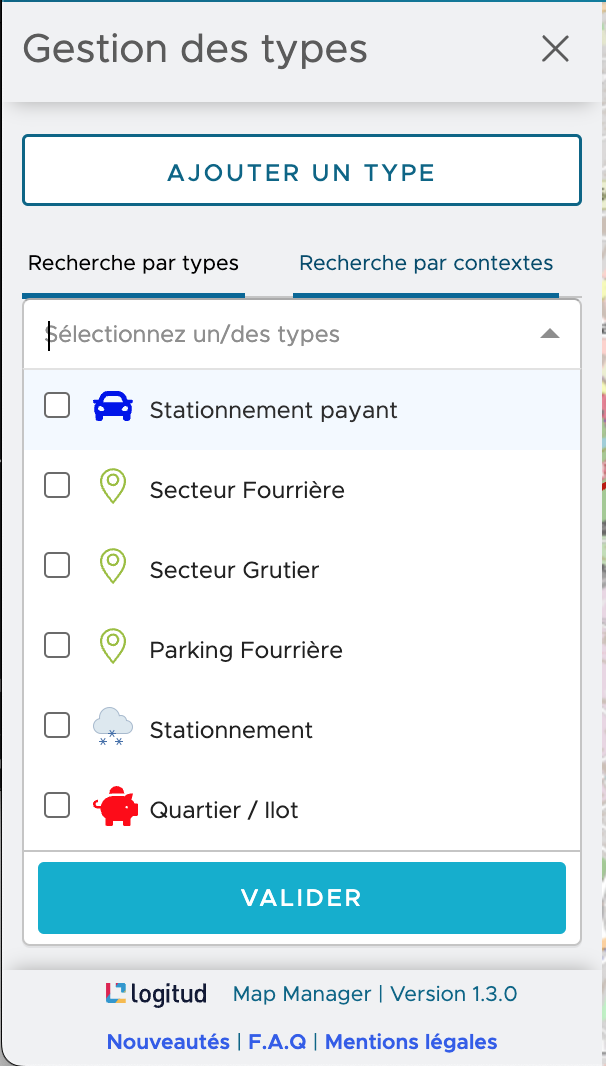 Gestion des types
AJOUTER UN TYPE
Recherche par types Recherche par contextes
Sélectionnez un/des types
Stationnement payant
Secteur Fourrière
Secteur Grutier
Parking Fourrière
Stationnement
Quartier / Ilot
VALIDER
logitud Map Manager | Version 1.3.0
Nouveautés | F.A.Q | Mentions légales